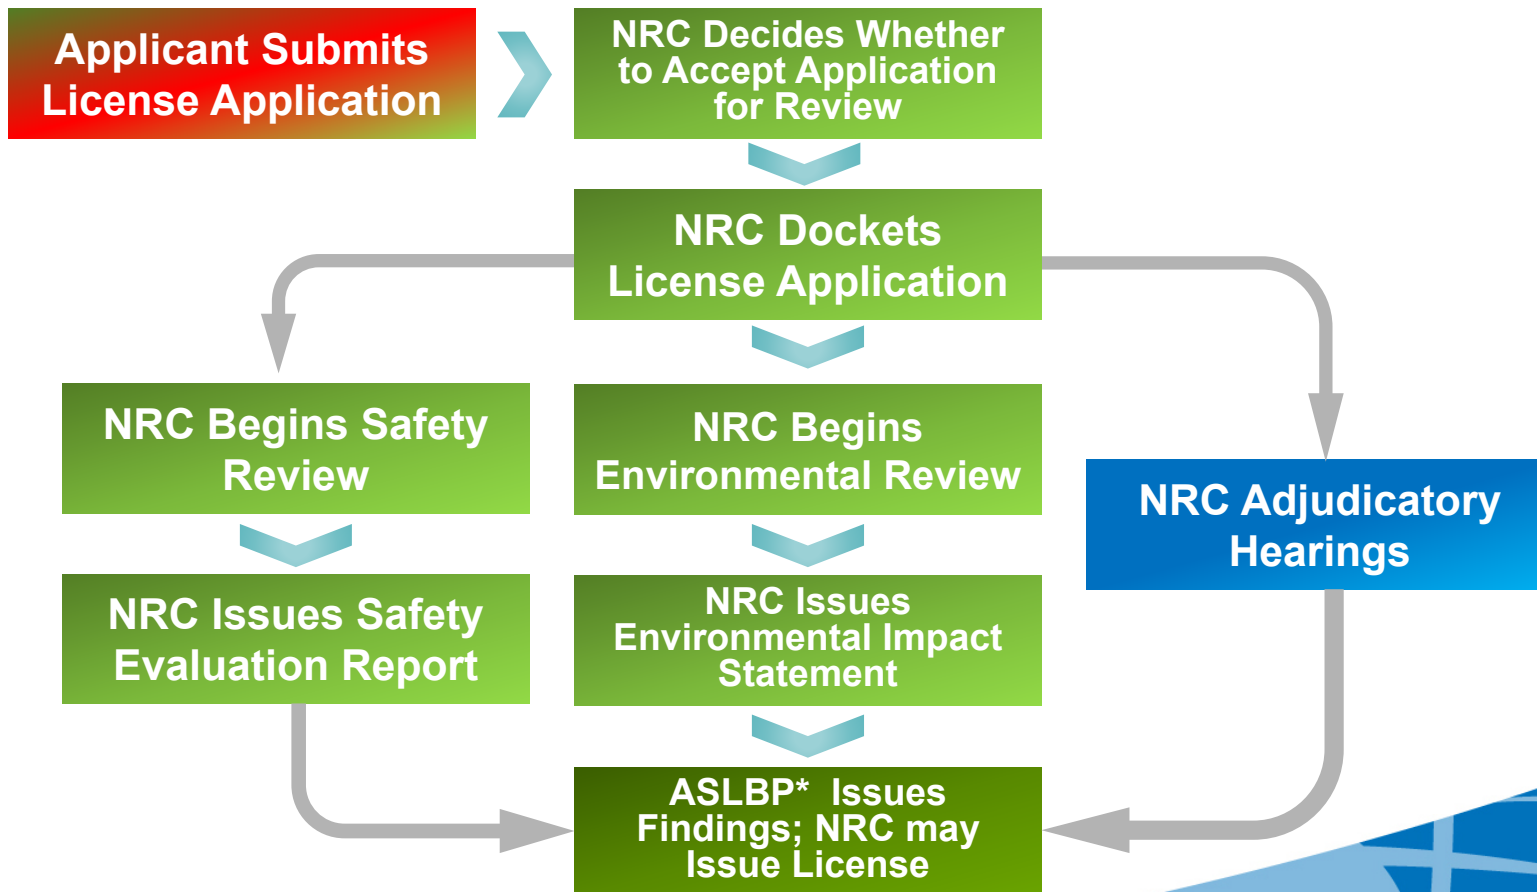 Applicant Submits
License Application
NRC Decides Whether
to Accept Application
for Review
NRC Dockets
License Application
NRC Begins Safety
Review
NRC Begins
Environmental Review
NRC Adjudicatory
Hearings
NRC Issues Safety
Evaluation Report
NRC Issues
Environmental Impact
Statement
ASLBP* Issues
Findings; NRC may
Issue License